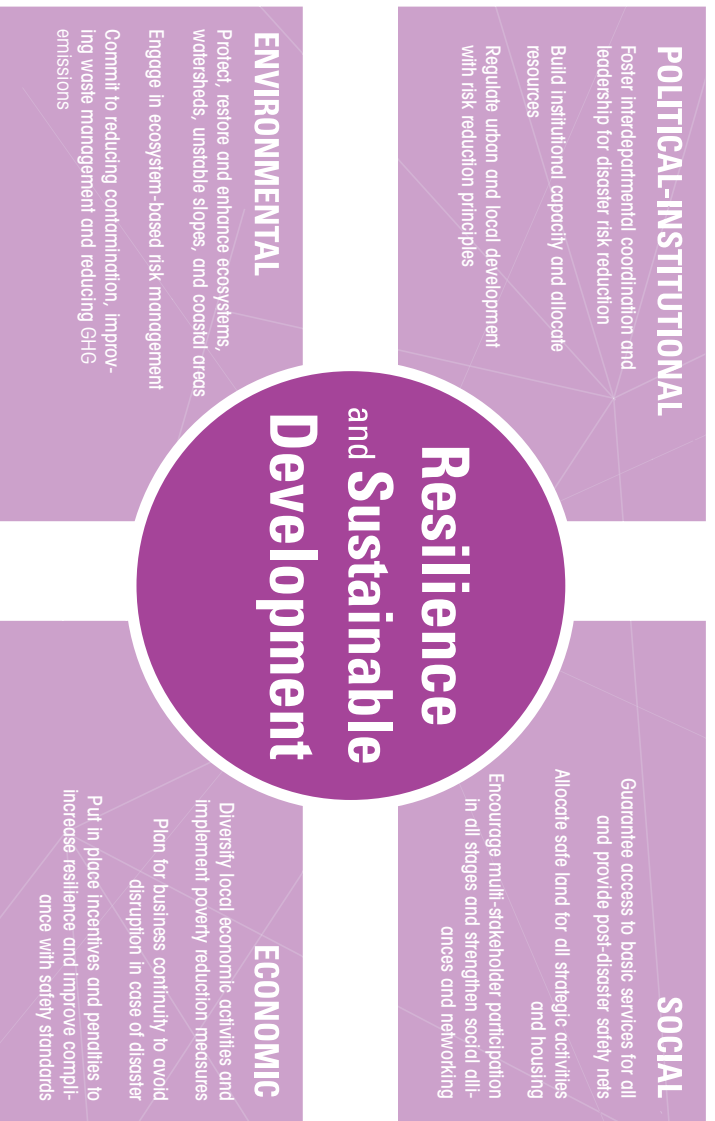 POLITICAL-INSTITUTIONAL
Foster interdepartmental coordination and
leadership for disaster risk reduction
Build institutional capacity and allocate
resources
Regulate urban and local development
with risk reduction principles
SOCIAL
Guarantee access to basic services for all
and provide post-disaster safety nets
Allocate safe land for all strategic activities
and housing
Encourage multi-stakeholder participation
in all stages and strengthen social alli-
ances and networking
Resilience
and Sustainable
Development
ENVIRONMENTAL
Protect, restore and enhance ecosystems,
watersheds, unstable slopes, and coastal areas
Engage in ecosystem-based risk management
Commit to reducing contamination, improv-
ing waste management and reducing GHG
emissions
ECONOMIC
Diversify local economic activities and
implement poverty reduction measures
Plan for business continuity to avoid
disruption in case of disaster
Put in place incentives and penalties to
increase resilience and improve compli-
ance with safety standards